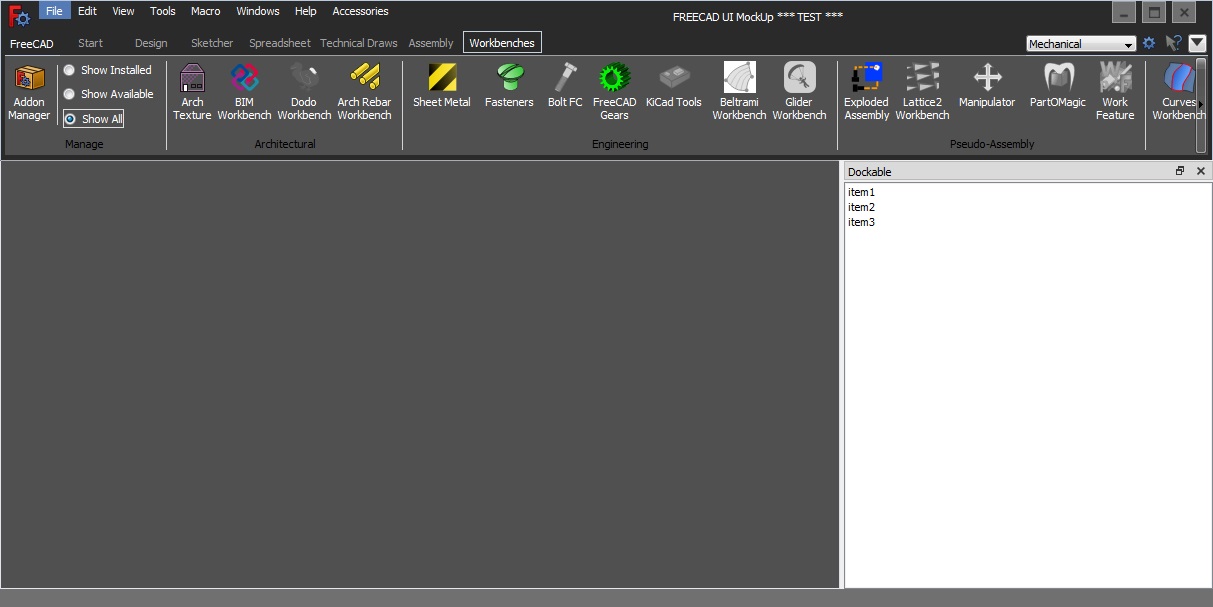 File Edit View Tools Macro Windows Help Accessories
FREECAD UI MockUp *** TEST ***
FreeCAD Start Design Sketcher Spreadsheet Technical Draws Assembly Workbenches
Mechanical
Addon
Manager
Show Installed
Show Available
Show All
Manage
Arch
Texture
BIM
Workbench
Dodo
Workbench
Arch Rebar
Workbench
Architectural
Sheet Metal
Fasteners
Bolt FC
FreeCAD
Gears
KiCad Tools
Beltrami
Workbench
Glider
Workbench
Engineering
Exploded
Assembly
Lattice2
Workbench
Manipulator
PartOMagic
Work
Feature
Pseudo-Assembly
Curves
Workbench
Dockable
item1
item2
item3